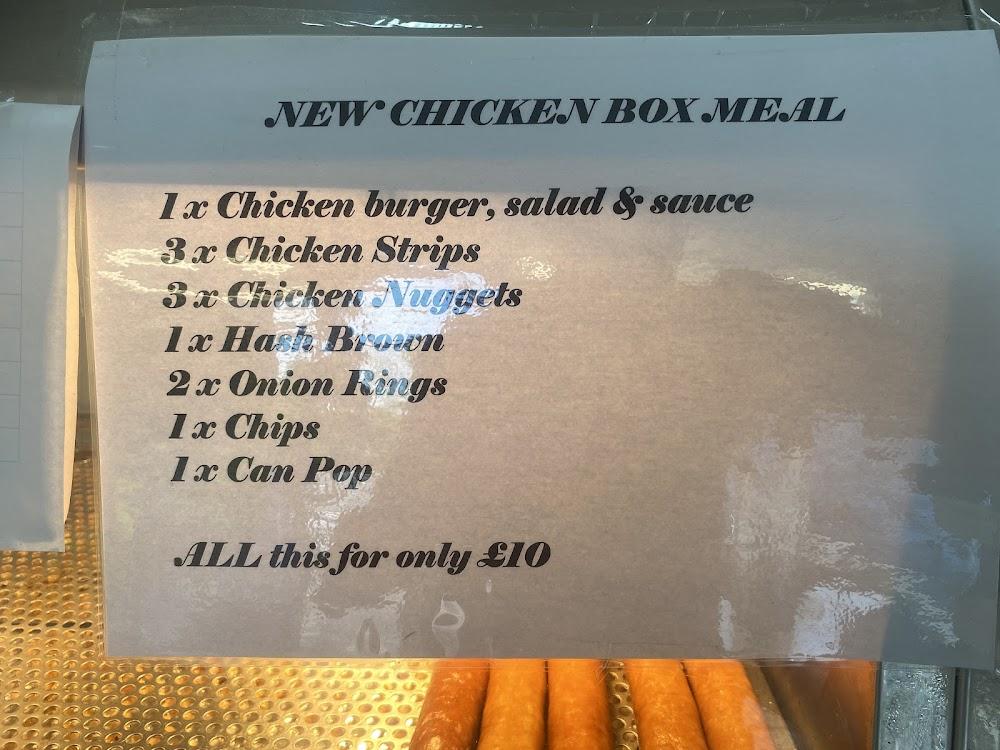 NEW CHICKEN BOX MEAL
1 x Chicken burger, salad & sauce
3 x Chicken Strips
3 x Chicken Nuggets
1 x Hash Brown
2 x Onion Rings
1 x Chips
1 x Can Pop
ALL this for only £10